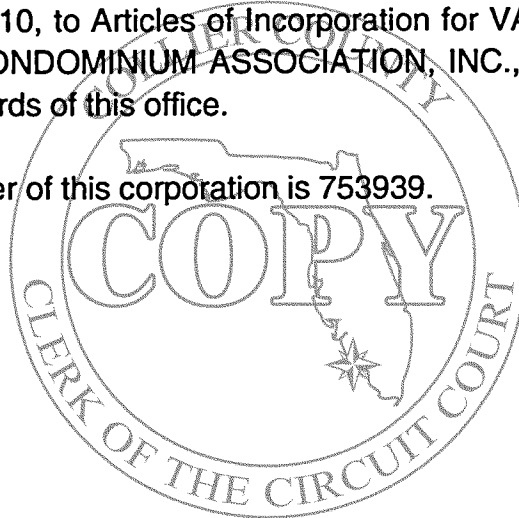 10, to Articles of Incorporation for VA
ONDOMINIUM ASSOCIATION, INC.,
rds of this office.
er of this corporation is 753939.
COLLIER COUNTY
COPY
CLERK OF THE CIRCUIT COURT